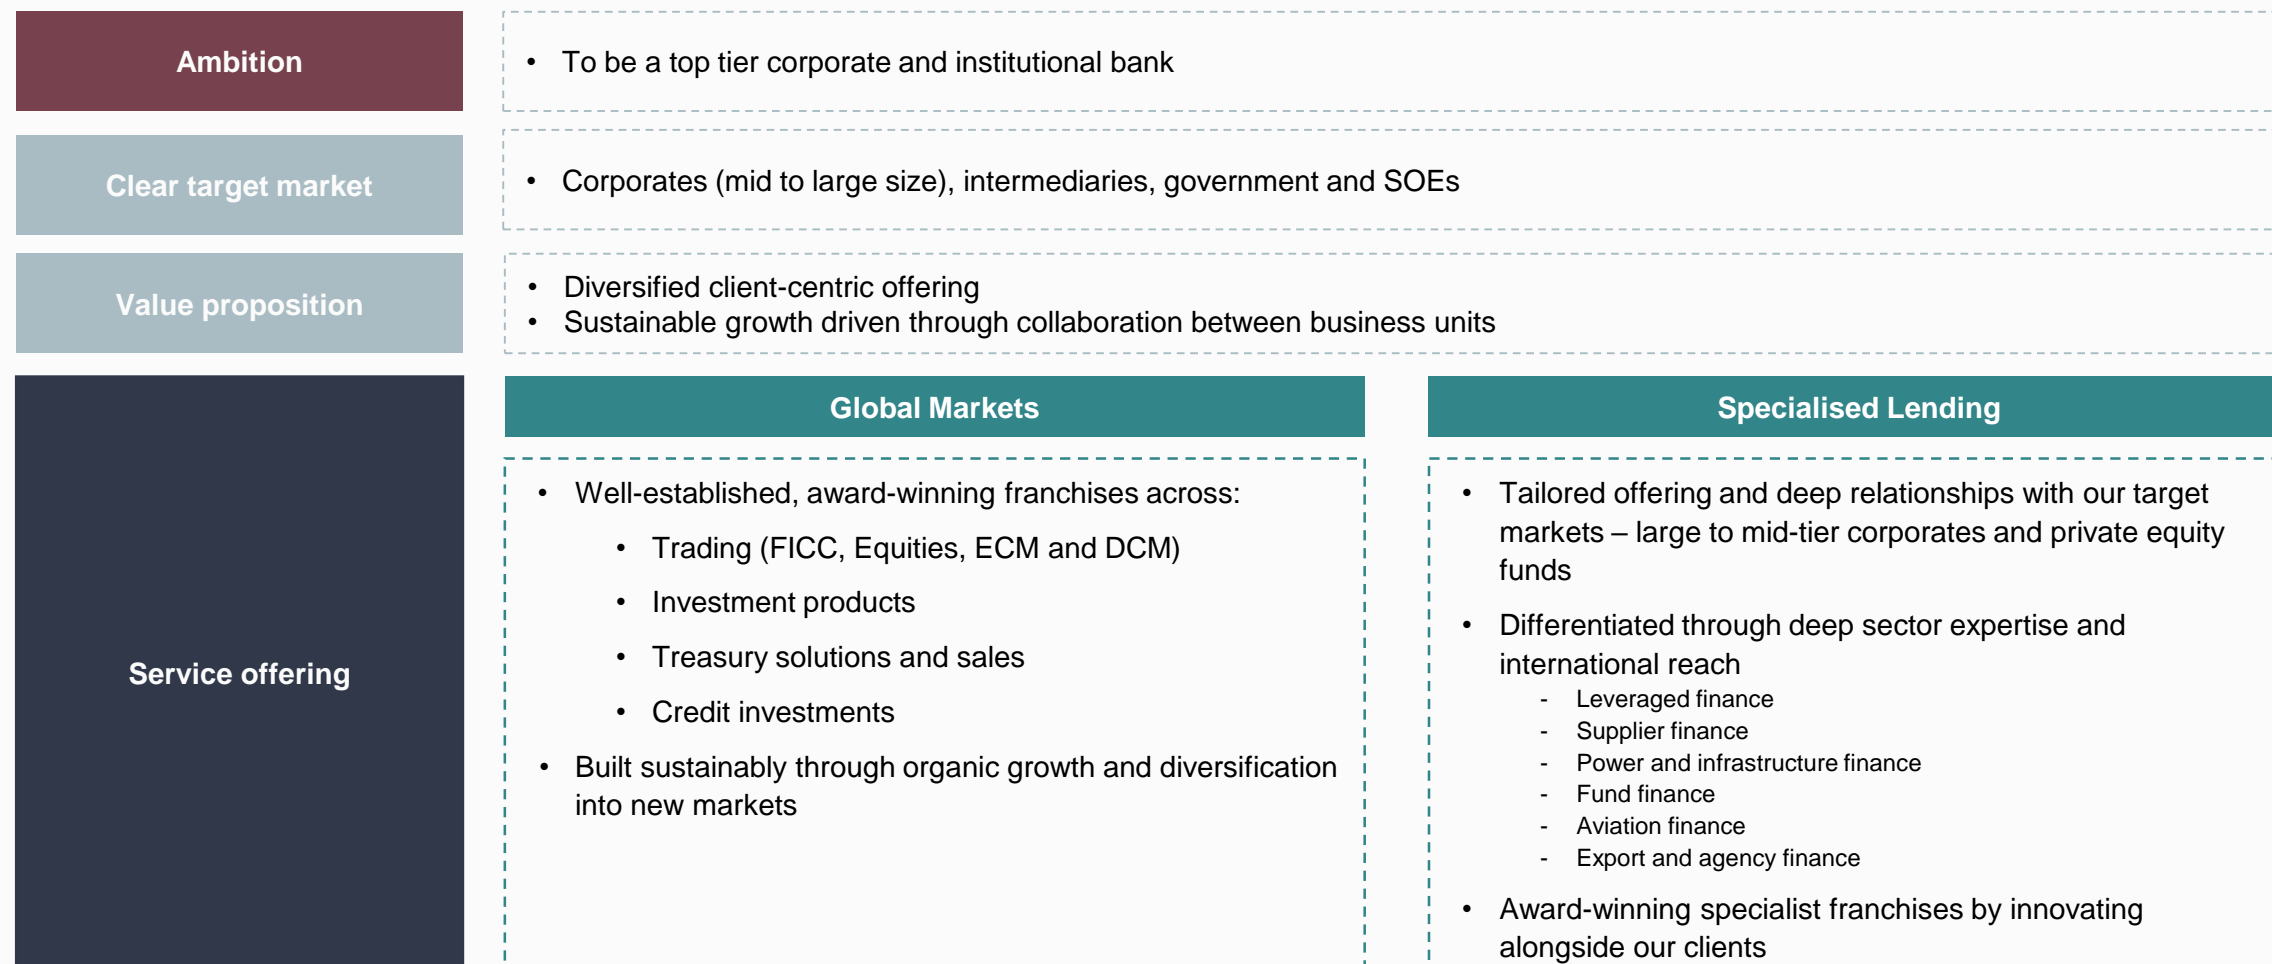 Ambition
• To be a top tier corporate and institutional bank
Clear target market
• Corporates (mid to large size), intermediaries, government and SOEs
Value proposition
• Diversified client-centric offering
• Sustainable growth driven through collaboration between business units
Service offering
Global Markets
• Well-established, award-winning franchises across:
• Trading (FICC, Equities, ECM and DCM)
• Investment products
• Treasury solutions and sales
• Credit investments
• Built sustainably through organic growth and diversification
into new markets
Specialised Lending
• Tailored offering and deep relationships with our target
markets – large to mid-tier corporates and private equity
funds
• Differentiated through deep sector expertise and
international reach
- Leveraged finance
- Supplier finance
- Power and infrastructure finance
- Fund finance
- Aviation finance
- Export and agency finance
• Award-winning specialist franchises by innovating
alongside our clients